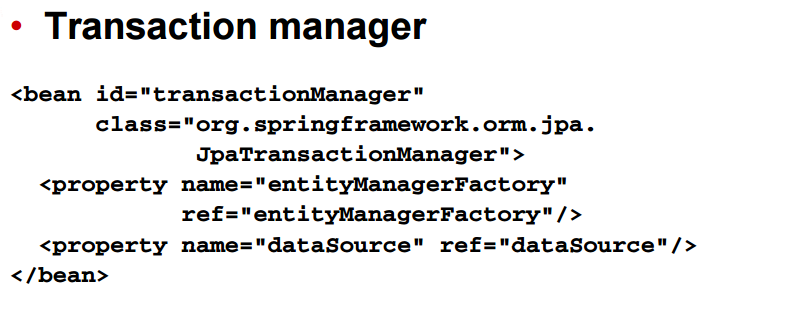 • Transaction manager
<bean id="transactionManager"
class="org.springframework.orm.jpa.
JpaTransactionManager">
<property name="entityManagerFactory"
ref="entityManagerFactory"/>
<property name="dataSource" ref="dataSource"/>
</bean>